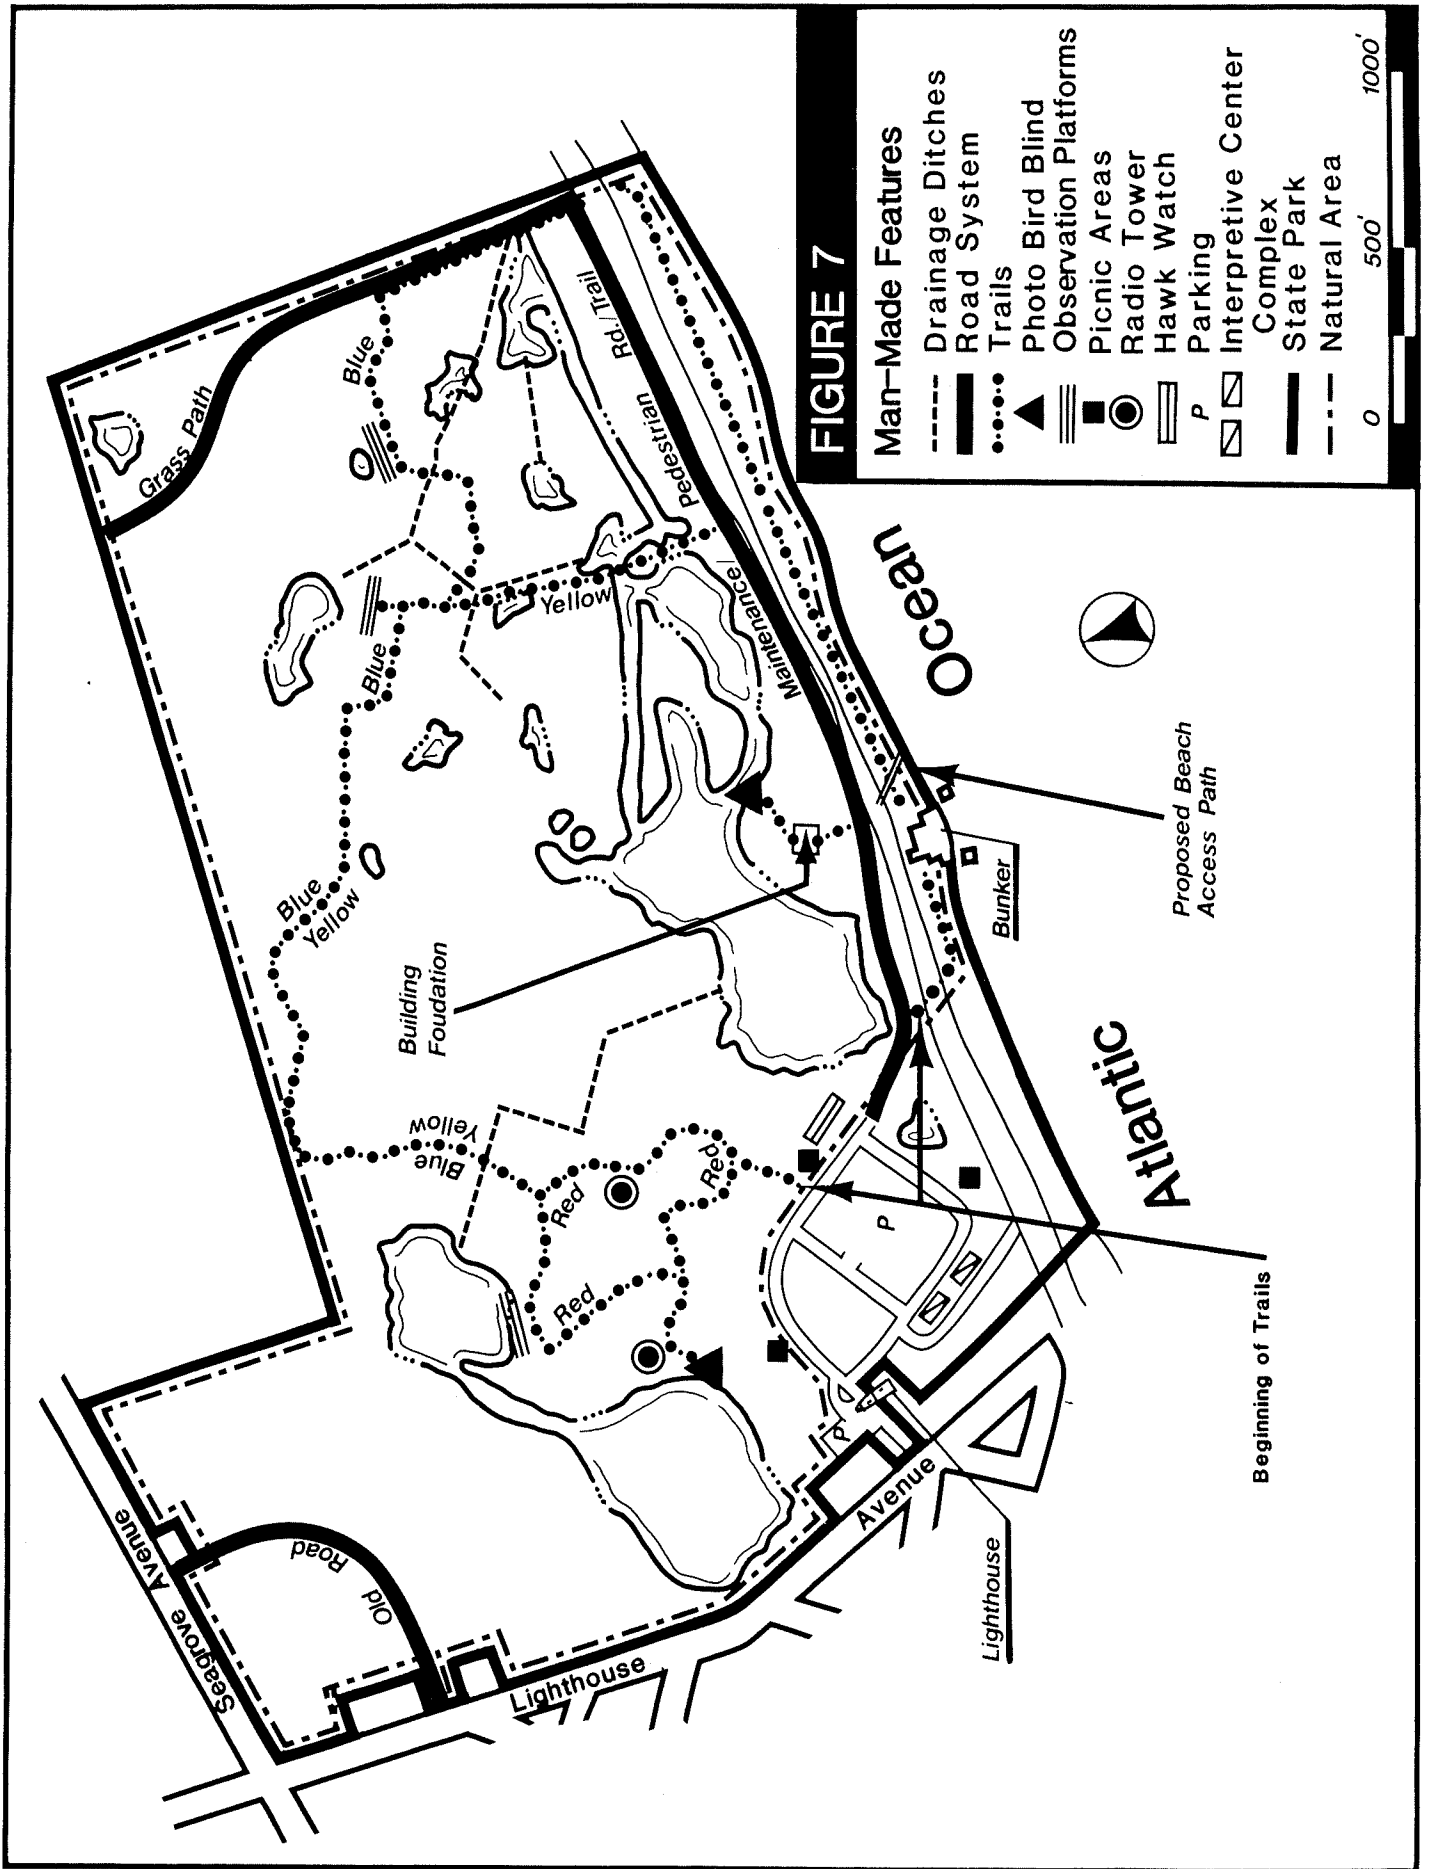 FIGURE 7
Man-Made Features
Drainage Ditches
Road System
Trails
Photo Bird Blind
Observation Platforms
Picnic Areas
Radio Tower
Hawk Watch
P Parking
Interpretive Center
Complex
State Park
Natural Area
0 500' 1000'
Seagrove Avenue
Old Road
Lighthouse Avenue
Grass Path
Blue
Blue
Blue
Yellow
Blue
Yellow
Yellow
Red
Red
Red
P
P
Maintenance/ Pedestrian Rd./Trail
Building
Foudation
Bunker
Proposed Beach
Access Path
Lighthouse
Beginning of Trails
Atlantic Ocean